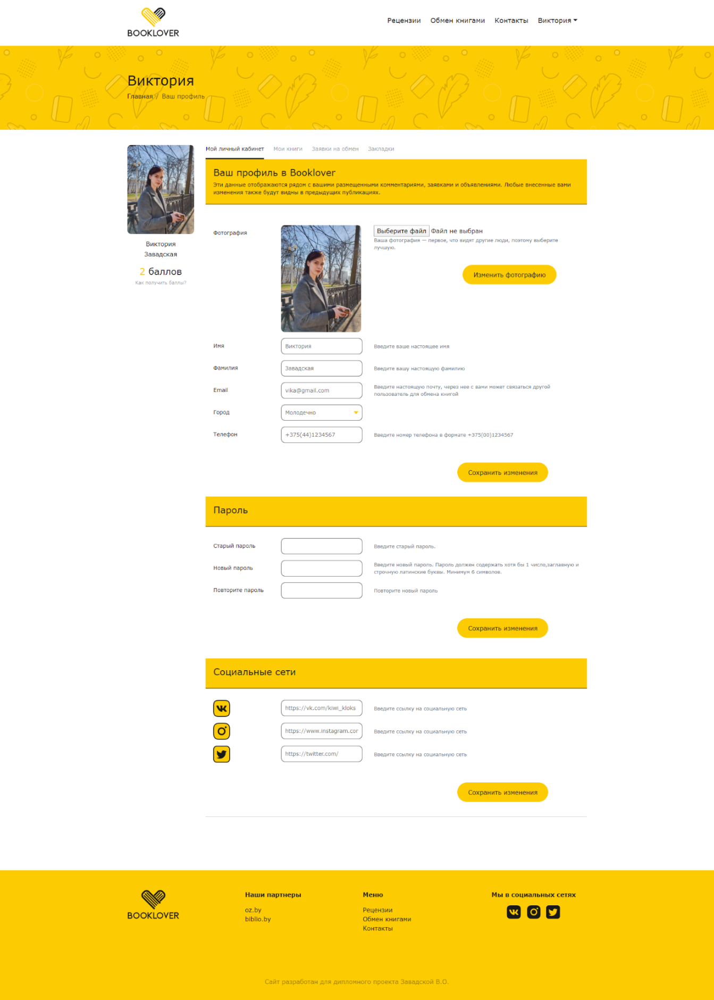 BOOKLOVER
Рецензии Обмен книгами Контакты Виктория
Виктория
Главная / Ваш профиль
Виктория
Завадская
2 баллов
Как получить баллы?
Мой личный кабинет Мои книги Заявки на обмен Закладки
Ваш профиль в Booklover
Эти данные отображаются рядом с вашими размещенными комментариями, заявками и объявлениями. Любые внесенные вами
изменения также будут видны в предыдущих публикациях.
Фотография
Выберите файл Файл не выбран
Ваша фотография — первое, что видят другие люди, поэтому выберите
лучшую.
Изменить фотографию
Имя Виктория Введите ваше настоящее имя
Фамилия Завадская Введите вашу настоящую фамилию
Email vika@gmail.com Введите настоящую почту, через нее с вами может связаться другой
пользователь для обмена книгой
Город Молодечно
Телефон +375(44)1234567 Введите номер телефона в формате +375(00)1234567
Сохранить изменения
Пароль
Старый пароль Введите старый пароль.
Новый пароль Введите новый пароль. Пароль должен содержать хотя бы 1 число,заглавную и
строчную латинские буквы. Минимум 6 символов.
Повторите пароль Повторите новый пароль
Сохранить изменения
Социальные сети
https://vk.com/kiwi_kloks Введите ссылку на социальную сеть
https://www.instagram.cor Введите ссылку на социальную сеть
https://twitter.com/ Введите ссылку на социальную сеть
Сохранить изменения
BOOKLOVER
Наши партнеры
oz.by
biblio.by
Меню
Рецензии
Обмен книгами
Контакты
Мы в социальных сетях
Сайт разработан для дипломного проекта Завадской В.О.